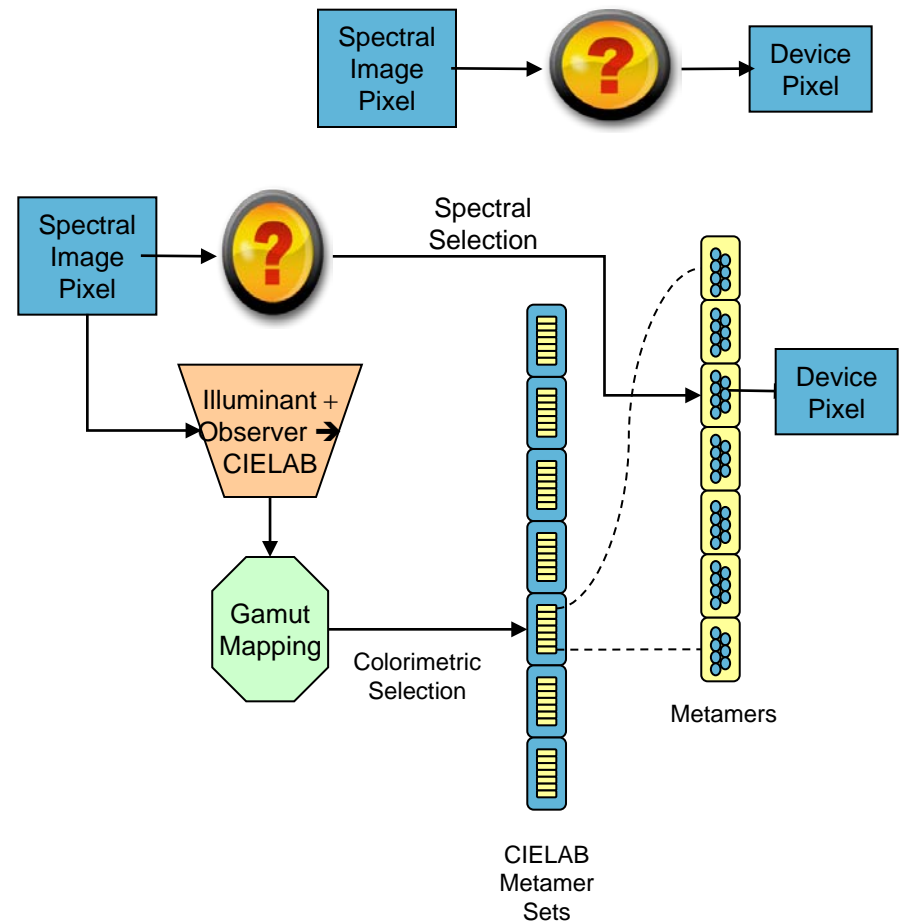 Spectral
Image
Pixel
?
Device
Pixel
Spectral
Image
Pixel
?
Spectral
Selection
Device
Pixel
Illuminant +
Observer ➔
CIELAB
Gamut
Mapping
Colorimetric
Selection
Metamers
CIELAB
Metamer
Sets